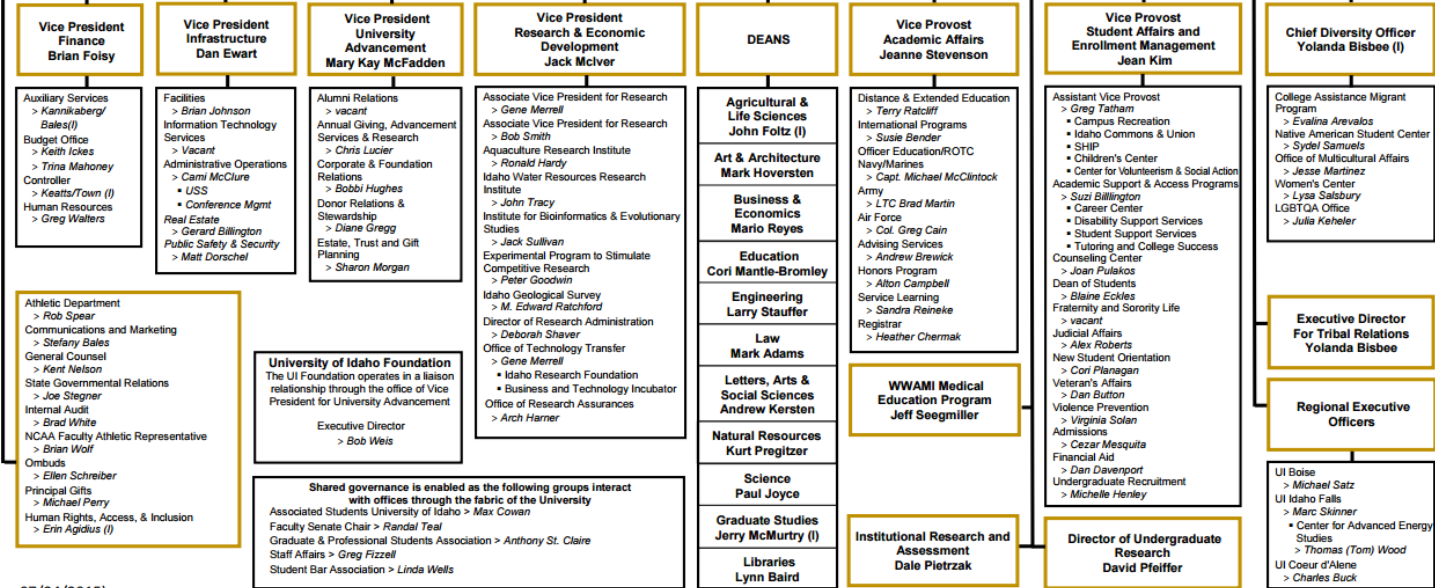 Vice President
Finance
Brian Foisy
Auxiliary Services
> Kannikaberg/
Bales(I)
Budget Office
> Keith Ickes
> Trina Mahoney
Controller
> Keatts/Town (I)
Human Resources
> Greg Walters
Vice President
Infrastructure
Dan Ewart
Facilities
> Brian Johnson
Information Technology
Services
> Vacant
Administrative Operations
> Cami McClure
▪ USS
▪ Conference Mgmt
Real Estate
> Gerard Billington
Public Safety & Security
> Matt Dorschel
Vice President
University
Advancement
Mary Kay McFadden
Alumni Relations
> vacant
Annual Giving, Advancement
Services & Research
> Chris Lucier
Corporate & Foundation
Relations
> Bobbi Hughes
Donor Relations &
Stewardship
> Diane Gregg
Estate, Trust and Gift
Planning
> Sharon Morgan
Vice President
Research & Economic
Development
Jack McIver
Associate Vice President for Research
> Gene Merrell
Associate Vice President for Research
> Bob Smith
Aquaculture Research Institute
> Ronald Hardy
Idaho Water Resources Research
Institute
> John Tracy
Institute for Bioinformatics & Evolutionary
Studies
> Jack Sullivan
Experimental Program to Stimulate
Competitive Research
> Peter Goodwin
Idaho Geological Survey
> M. Edward Ratchford
Director of Research Administration
> Deborah Shaver
Office of Technology Transfer
> Gene Merrell
▪ Idaho Research Foundation
▪ Business and Technology Incubator
Office of Research Assurances
> Arch Harner
DEANS
Agricultural &
Life Sciences
John Foltz (I)
Art & Architecture
Mark Hoversten
Business &
Economics
Mario Reyes
Education
Cori Mantle-Bromley
Engineering
Larry Stauffer
Law
Mark Adams
Letters, Arts &
Social Sciences
Andrew Kersten
Natural Resources
Kurt Pregitzer
Science
Paul Joyce
Graduate Studies
Jerry McMurtry (I)
Libraries
Lynn Baird
Vice Provost
Academic Affairs
Jeanne Stevenson
Distance & Extended Education
> Terry Ratcliff
International Programs
> Susie Bender
Officer Education/ROTC
Navy/Marines
> Capt. Michael McClintock
Army
> LTC Brad Martin
Air Force
> Col. Greg Cain
Advising Services
> Andrew Brewick
Honors Program
> Alton Campbell
Service Learning
> Sandra Reineke
Registrar
> Heather Chermak
WWAMI Medical
Education Program
Jeff Seegmiller
Institutional Research and
Assessment
Dale Pietrzak
Vice Provost
Student Affairs and
Enrollment Management
Jean Kim
Assistant Vice Provost
> Greg Tatham
▪ Campus Recreation
▪ Idaho Commons & Union
▪ SHIP
▪ Children's Center
▪ Center for Volunteerism & Social Action
Academic Support & Access Programs
> Suzi Billlington
▪ Career Center
▪ Disability Support Services
▪ Student Support Services
▪ Tutoring and College Success
Counseling Center
> Joan Pulakos
Dean of Students
> Blaine Eckles
Fraternity and Sorority Life
> vacant
Judicial Affairs
> Alex Roberts
New Student Orientation
> Cori Planagan
Veteran's Affairs
> Dan Button
Violence Prevention
> Virginia Solan
Admissions
> Cezar Mesquita
Financial Aid
> Dan Davenport
Undergraduate Recruitment
> Michelle Henley
Director of Undergraduate
Research
David Pfeiffer
Chief Diversity Officer
Yolanda Bisbee (I)
College Assistance Migrant
Program
> Evalina Arevalos
Native American Student Center
> Sydel Samuels
Office of Multicultural Affairs
> Jesse Martinez
Women's Center
> Lysa Salsbury
LGBTQA Office
> Julia Keheler
Executive Director
For Tribal Relations
Yolanda Bisbee
Regional Executive
Officers
UI Boise
> Michael Satz
UI Idaho Falls
> Marc Skinner
▪ Center for Advanced Energy
Studies
> Thomas (Tom) Wood
UI Coeur d'Alene
> Charles Buck
Athletic Department
> Rob Spear
Communications and Marketing
> Stefany Bales
General Counsel
> Kent Nelson
State Governmental Relations
> Joe Stegner
Internal Audit
> Brad White
NCAA Faculty Athletic Representative
> Brian Wolf
Ombuds
> Ellen Schreiber
Principal Gifts
> Michael Perry
Human Rights, Access, & Inclusion
> Erin Agidius (I)
University of Idaho Foundation
The UI Foundation operates in a liaison
relationship through the office of Vice
President for University Advancement
Executive Director
> Bob Weis
Shared governance is enabled as the following groups interact
with offices through the fabric of the University
Associated Students University of Idaho > Max Cowan
Faculty Senate Chair > Randal Teal
Graduate & Professional Students Association > Anthony St. Claire
Staff Affairs > Greg Fizzell
Student Bar Association > Linda Wells